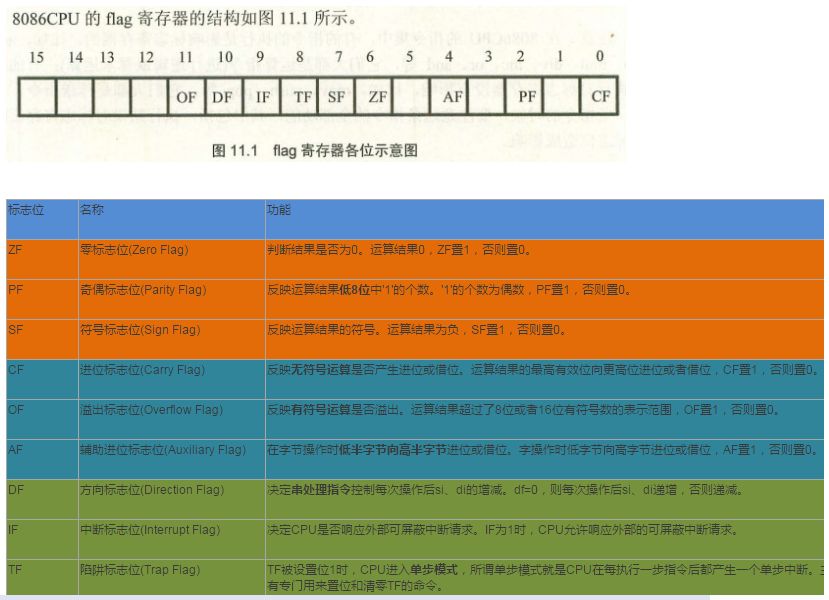 8086CPU 的 flag 寄存器的结构如图 11.1 所示。
15 14 13 12 11 10 9 8 7 6 5 4 3 2 1 0
OF DF IF TF SF ZF AF PF CF
图 11.1 flag 寄存器各位示意图
标志位 名称 功能
ZF 零标志位(Zero Flag) 判断结果是否为0。运算结果0，ZF置1，否则置0。
PF 奇偶标志位(Parity Flag) 反映运算结果低8位中'1'的个数。'1'的个数为偶数，PF置1，否则置0。
SF 符号标志位(Sign Flag) 反映运算结果的符号。运算结果为负，SF置1，否则置0。
CF 进位标志位(Carry Flag) 反映无符号运算是否产生进位或借位。运算结果的最高有效位向更高位进位或者借位，CF置1，否则置0。
OF 溢出标志位(Overflow Flag) 反映有符号运算是否溢出。运算结果超过了8位或者16位有符号数的表示范围，OF置1，否则置0。
AF 辅助进位标志位(Auxiliary Flag) 在字节操作时低半字节向高半字节进位或借位。字操作时低字节向高字节进位或借位，AF置1，否则置0。
DF 方向标志位(Direction Flag) 决定串处理指令控制每次操作后si、di的增减。df=0，则每次操作后si、di递增，否则递减。
IF 中断标志位(Interrupt Flag) 决定CPU是否响应外部可屏蔽中断请求。IF为1时，CPU允许响应外部的可屏蔽中断请求。
TF 陷阱标志位(Trap Flag) TF被设置位1时，CPU进入单步模式，所谓单步模式就是CPU在每执行一步指令后都产生一个单步中断。
有专门用来置位和清零TF的命令。